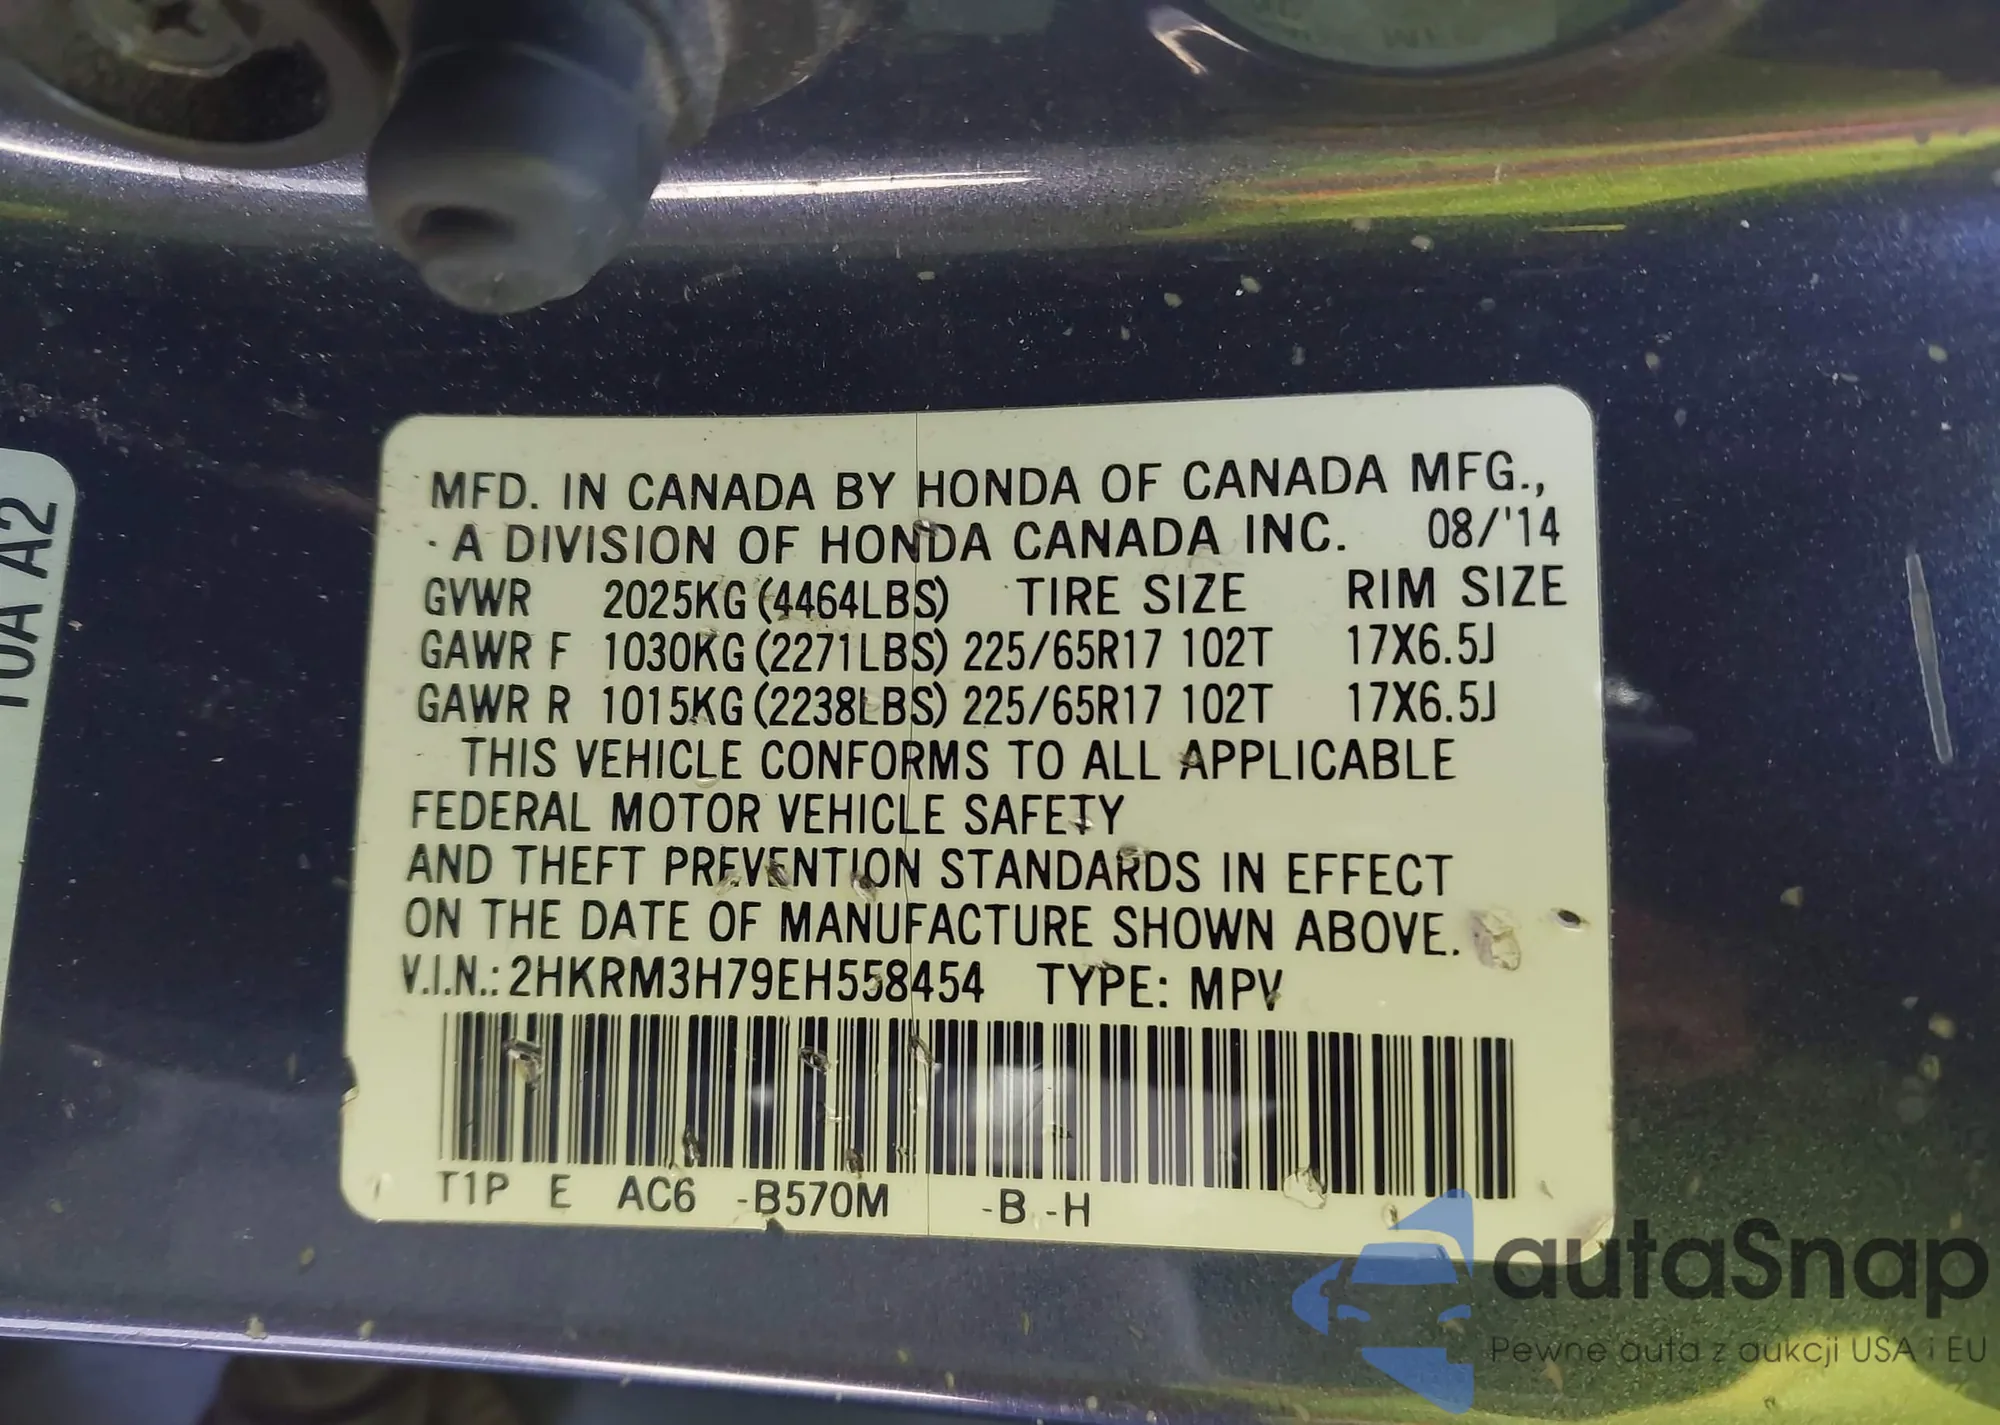 10A A2
MFD. IN CANADA BY HONDA OF CANADA MFG.,
A DIVISION OF HONDA CANADA INC. 08/'14
GVWR 2025KG (4464LBS) TIRE SIZE RIM SIZE
GAWR F 1030KG (2271LBS) 225/65R17 102T 17X6.5J
GAWR R 1015KG (2238LBS) 225/65R17 102T 17X6.5J
THIS VEHICLE CONFORMS TO ALL APPLICABLE
FEDERAL MOTOR VEHICLE SAFETY
AND THEFT PREVENTION STANDARDS IN EFFECT
ON THE DATE OF MANUFACTURE SHOWN ABOVE.
V.I.N.: 2HKRM3H79EH558454 TYPE: MPV
T1P E AC6 -B570M -B -H
autaSnap
Pewne auta z aukcji USA i EU